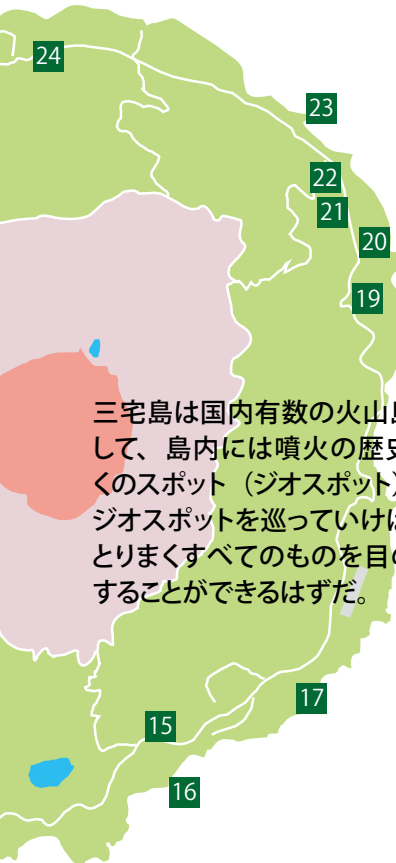 24
23
22
21
20
19
三宅島は国内有数の火山島
して、島内には噴火の歴史
くのスポット（ジオスポット）
ジオスポットを巡っていけば
とりまくすべてのものを目の
することができるはずだ。
17
15
16